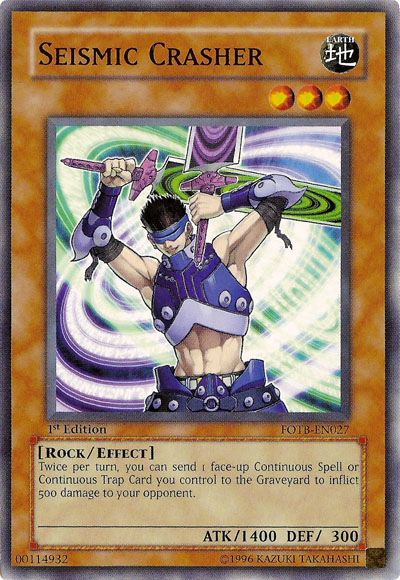 SEISMIC CRASHER
EARTH
地
1st Edition
FOTB-EN027
[ROCK/EFFECT]
Twice per turn, you can send 1 face-up Continuous Spell or
Continuous Trap Card you control to the Graveyard to inflict
500 damage to your opponent.
ATK/1400 DEF/ 300
00114932
©1996 KAZUKI TAKAHASHI